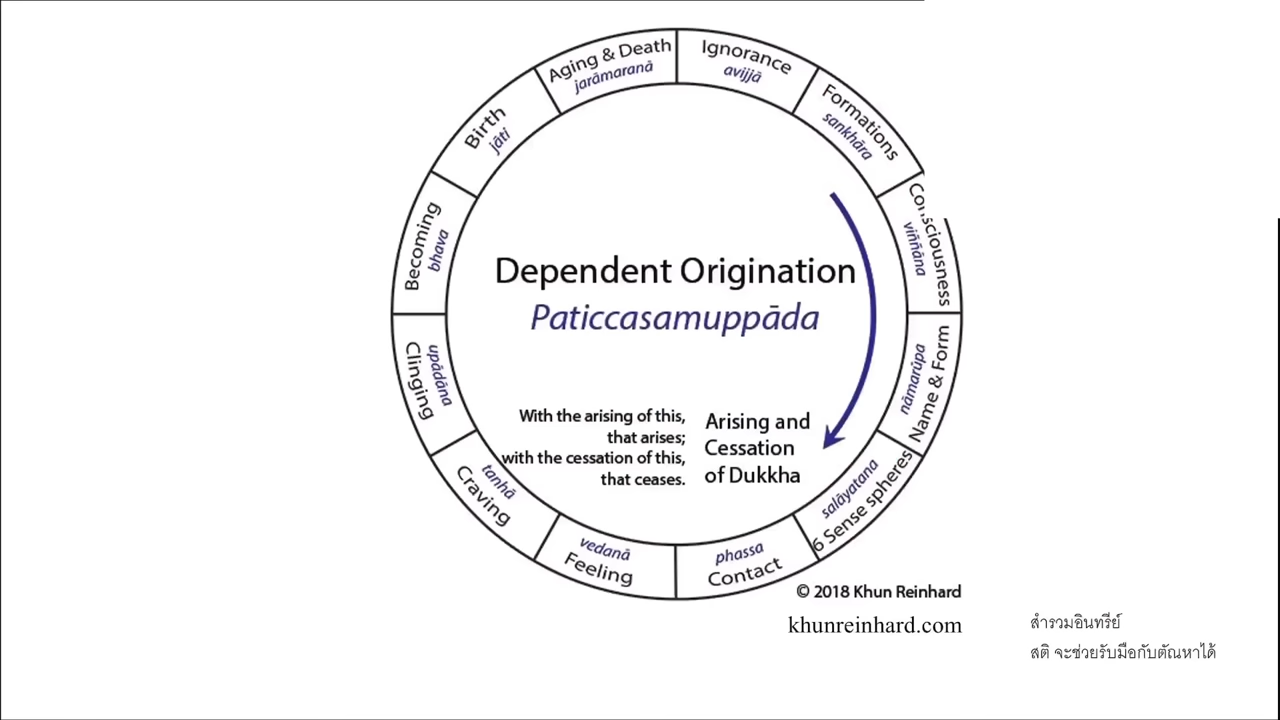 Ignorance
avijjā
Formations
sankhāra
Consciousness
viññāna
Name & Form
nāmarūpa
6 Sense spheres
salāyatana
Contact
phassa
Feeling
vedanā
Craving
tanhā
Clinging
upādāna
Becoming
bhava
Birth
jāti
Aging & Death
jarāmaranā
Dependent Origination
Paticcasamuppāda
With the arising of this,
that arises;
with the cessation of this,
that ceases.
Arising and
Cessation
of Dukkha
© 2018 Khun Reinhard
khunreinhard.com
สำรวมอินทรีย์
สติ จะช่วยรับมือกับตัณหาได้